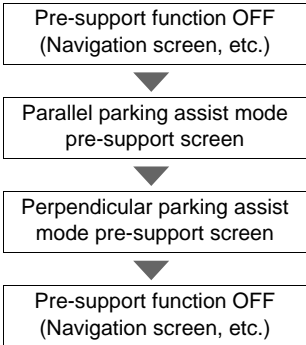 Pre-support function OFF
(Navigation screen, etc.)
Parallel parking assist mode
pre-support screen
Perpendicular parking assist
mode pre-support screen
Pre-support function OFF
(Navigation screen, etc.)